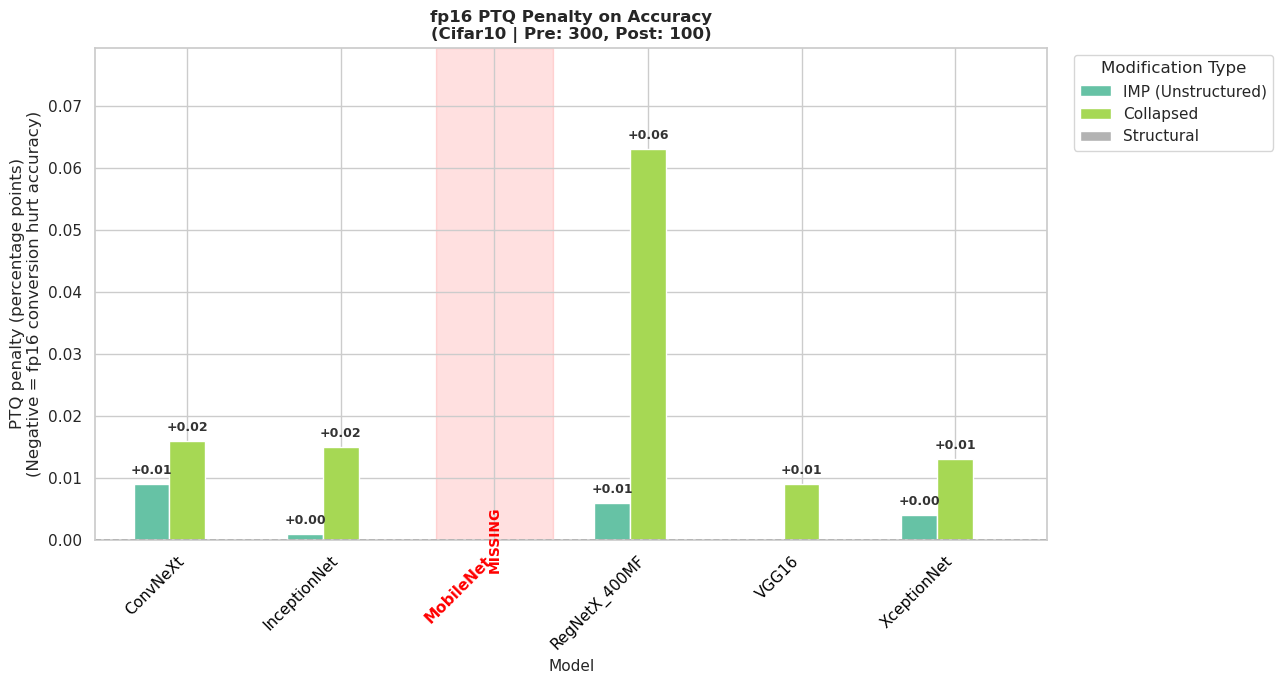 fp16 PTQ Penalty on Accuracy
(Cifar10 | Pre: 300, Post: 100)
PTQ penalty (percentage points)
(Negative = fp16 conversion hurt accuracy)
0.07
0.06
0.05
0.04
0.03
0.02
0.01
0.00
+0.01
+0.02
+0.00
+0.02
MISSING
+0.01
+0.06
+0.01
+0.00
+0.01
ConvNeXt
InceptionNet
MobileNet
RegNetX_400MF
VGG16
XceptionNet
Model
Modification Type
IMP (Unstructured)
Collapsed
Structural